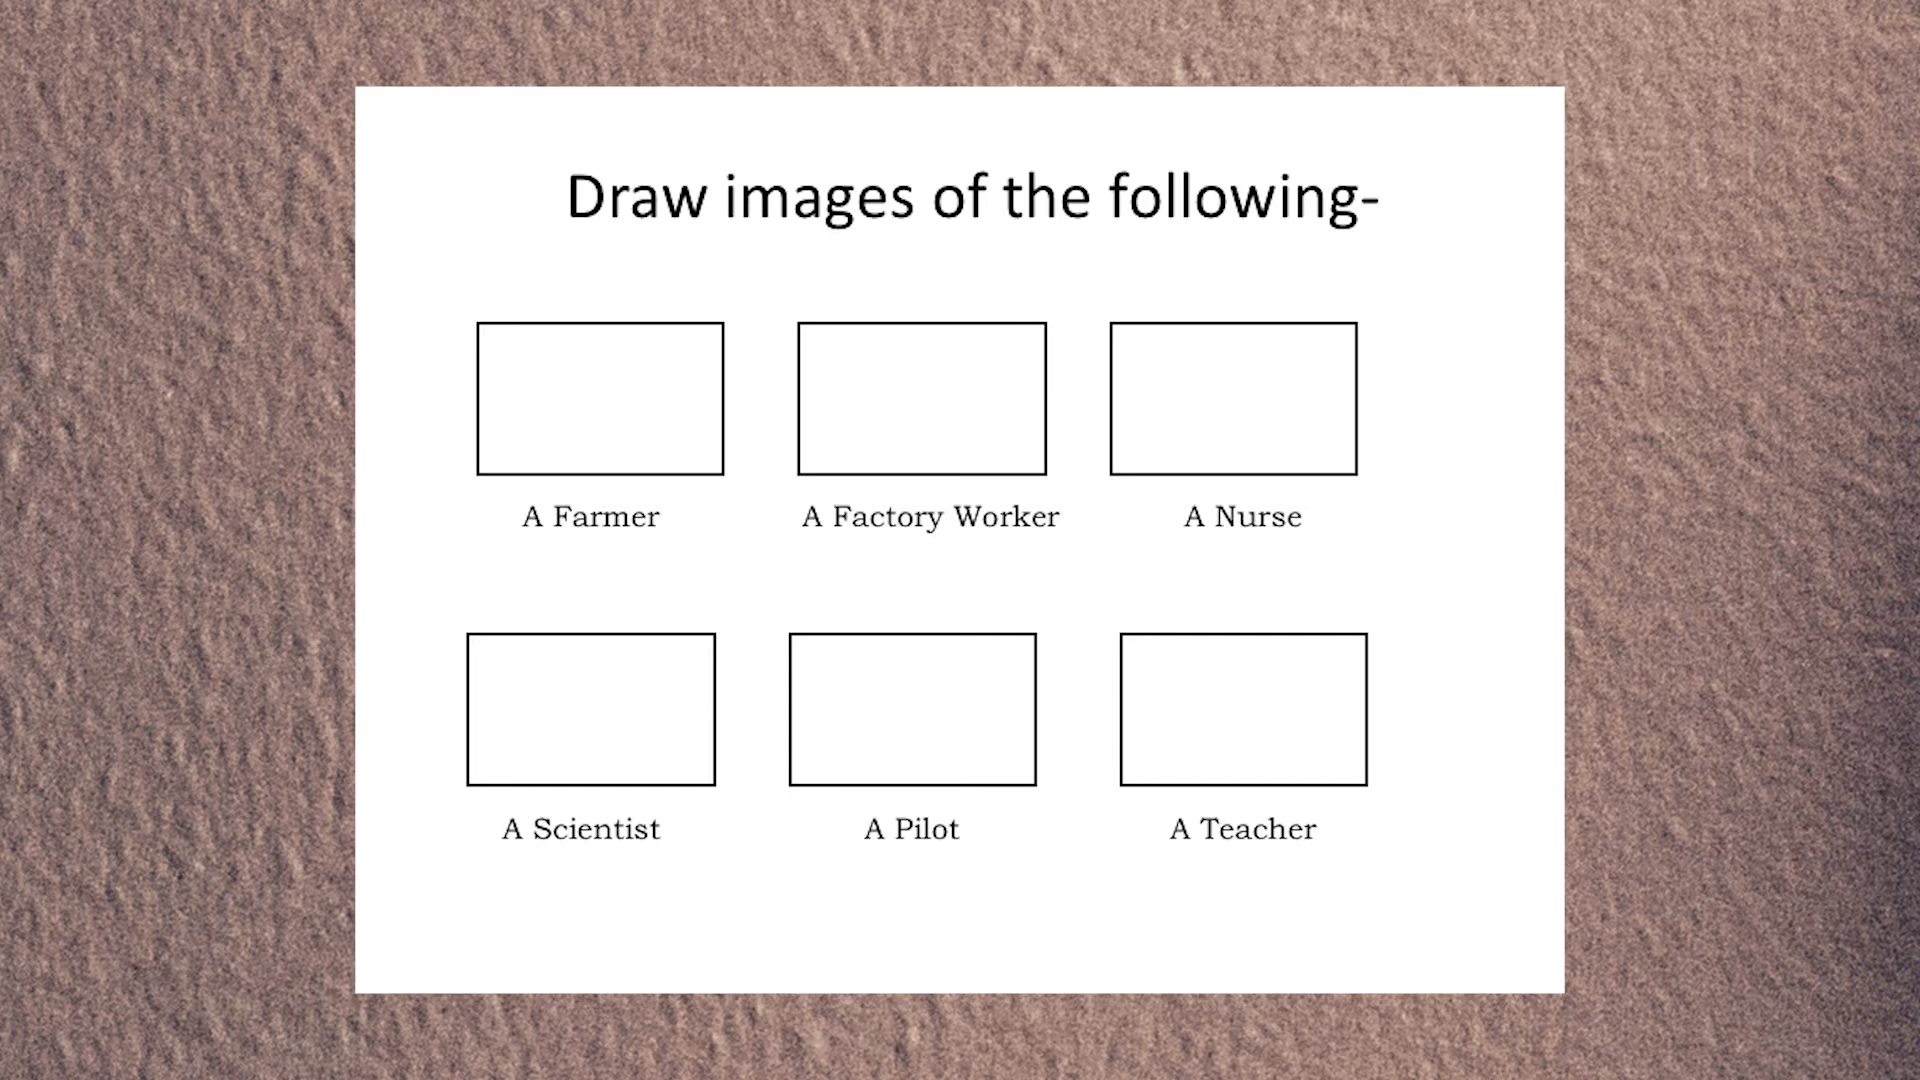 Draw images of the following-
A Farmer
A Factory Worker
A Nurse
A Scientist
A Pilot
A Teacher